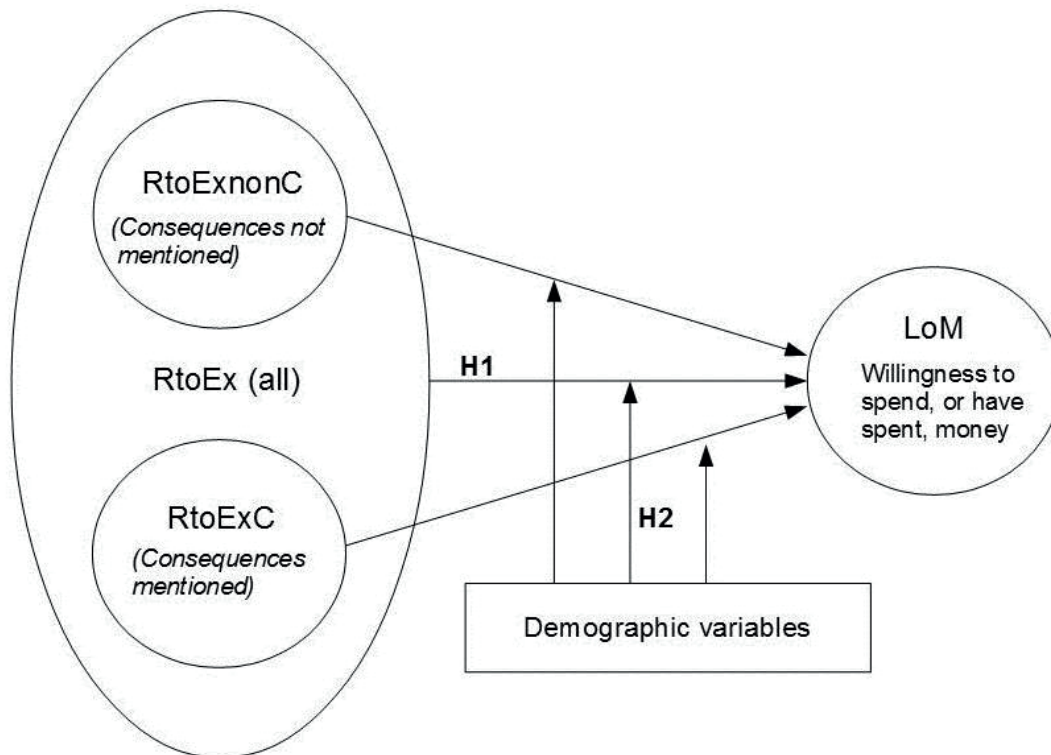 RtoExnonC
(Consequences not
mentioned)
RtoEx (all)
RtoExC
(Consequences
mentioned)
H1
H2
LoM
Willingness to
spend, or have
spent, money
Demographic variables